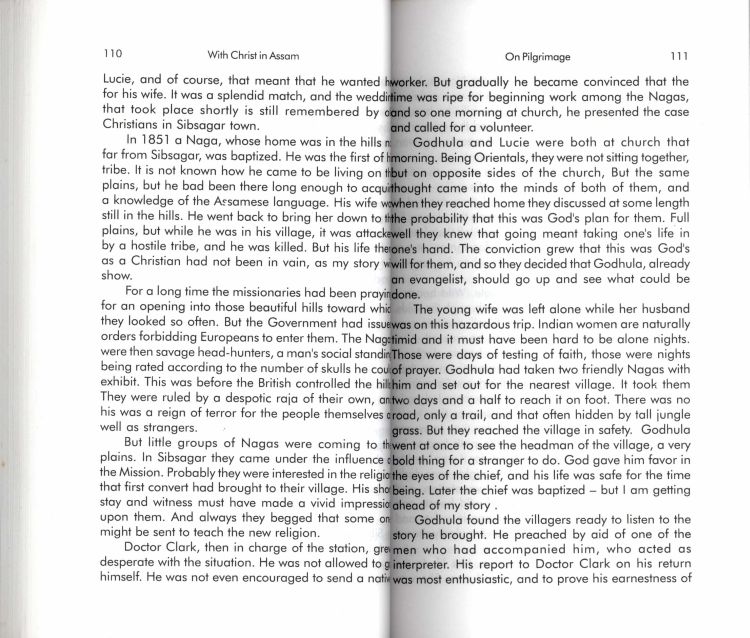 110 With Christ in Assam
Lucie, and of course, that meant that he wanted h
for his wife. It was a splendid match, and the weddin
that took place shortly is still remembered by o
Christians in Sibsagar town.
In 1851 a Naga, whose home was in the hills n
far from Sibsagar, was baptized. He was the first of h
tribe. It is not known how he came to be living on th
plains, but he bad been there long enough to acqui
a knowledge of the Arsamese language. His wife w
still in the hills. He went back to bring her down to th
plains, but while he was in his village, it was attacke
by a hostile tribe, and he was killed. But his life the
as a Christian had not been in vain, as my story w
show.
For a long time the missionaries had been prayin
for an opening into those beautiful hills toward whic
they looked so often. But the Government had issue
orders forbidding Europeans to enter them. The Naga
were then savage head-hunters, a man's social standin
being rated according to the number of skulls he cou
exhibit. This was before the British controlled the hill
They were ruled by a despotic raja of their own, an
his was a reign of terror for the people themselves a
well as strangers.
But little groups of Nagas were coming to th
plains. In Sibsagar they came under the influence o
the Mission. Probably they were interested in the religio
that first convert had brought to their village. His sho
stay and witness must have made a vivid impressio
upon them. And always they begged that some on
might be sent to teach the new religion.
Doctor Clark, then in charge of the station, grew
desperate with the situation. He was not allowed to g
himself. He was not even encouraged to send a nativ
On Pilgrimage 111
worker. But gradually he became convinced that the
time was ripe for beginning work among the Nagas,
and so one morning at church, he presented the case
and called for a volunteer.
Godhula and Lucie were both at church that
morning. Being Orientals, they were not sitting together,
but on opposite sides of the church, But the same
thought came into the minds of both of them, and
when they reached home they discussed at some length
the probability that this was God's plan for them. Full
well they knew that going meant taking one's life in
one's hand. The conviction grew that this was God's
will for them, and so they decided that Godhula, already
an evangelist, should go up and see what could be
done.
The young wife was left alone while her husband
was on this hazardous trip. Indian women are naturally
timid and it must have been hard to be alone nights.
Those were days of testing of faith, those were nights
of prayer. Godhula had taken two friendly Nagas with
him and set out for the nearest village. It took them
two days and a half to reach it on foot. There was no
road, only a trail, and that often hidden by tall jungle
grass. But they reached the village in safety. Godhula
went at once to see the headman of the village, a very
bold thing for a stranger to do. God gave him favor in
the eyes of the chief, and his life was safe for the time
being. Later the chief was baptized – but I am getting
ahead of my story .
Godhula found the villagers ready to listen to the
story he brought. He preached by aid of one of the
men who had accompanied him, who acted as
interpreter. His report to Doctor Clark on his return
was most enthusiastic, and to prove his earnestness of